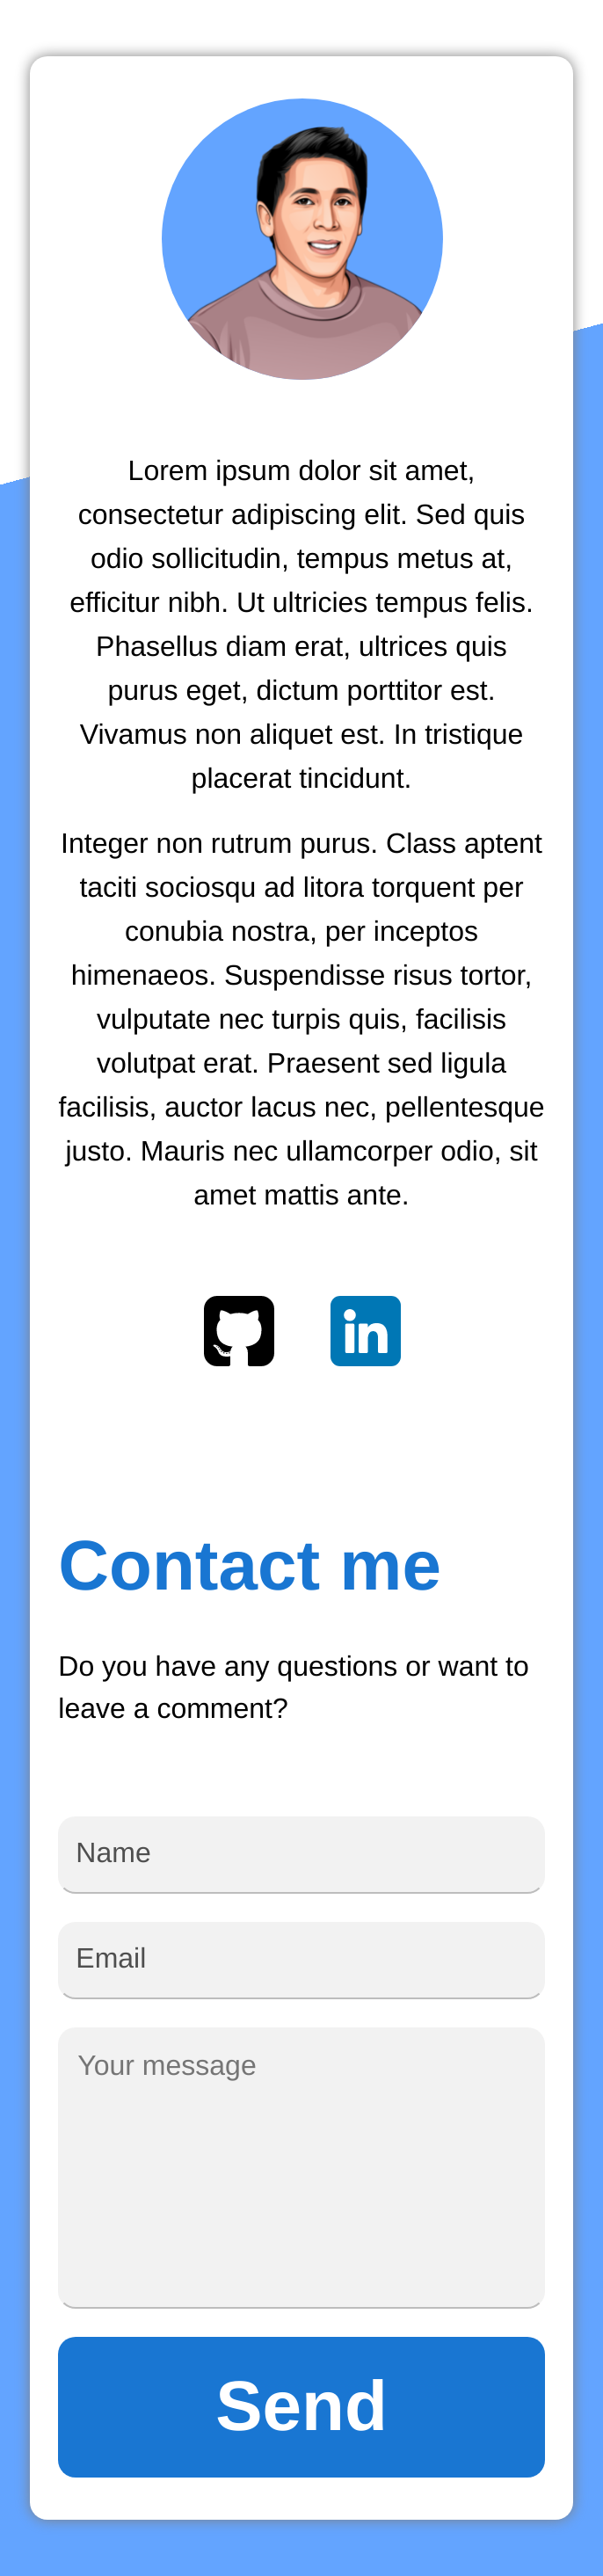 Lorem ipsum dolor sit amet,
consectetur adipiscing elit. Sed quis
odio sollicitudin, tempus metus at,
efficitur nibh. Ut ultricies tempus felis.
Phasellus diam erat, ultrices quis
purus eget, dictum porttitor est.
Vivamus non aliquet est. In tristique
placerat tincidunt.
Integer non rutrum purus. Class aptent
taciti sociosqu ad litora torquent per
conubia nostra, per inceptos
himenaeos. Suspendisse risus tortor,
vulputate nec turpis quis, facilisis
volutpat erat. Praesent sed ligula
facilisis, auctor lacus nec, pellentesque
justo. Mauris nec ullamcorper odio, sit
amet mattis ante.
in
Contact me
Do you have any questions or want to
leave a comment?
Name
Email
Your message
Send